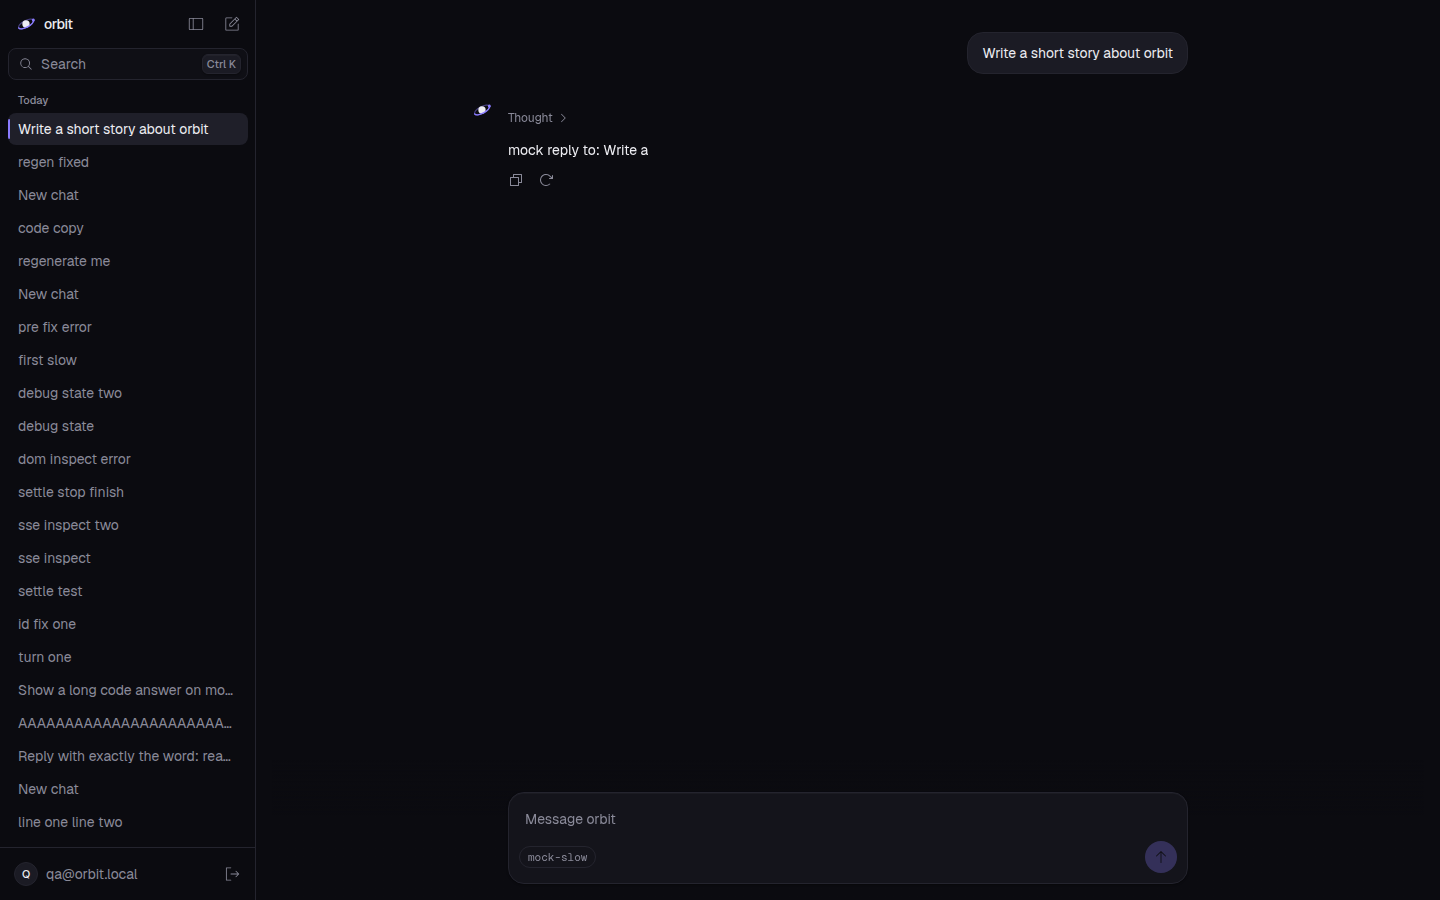 orbit
Search
Ctrl K
Today
Write a short story about orbit
regen fixed
New chat
code copy
regenerate me
New chat
pre fix error
first slow
debug state two
debug state
dom inspect error
settle stop finish
sse inspect two
sse inspect
settle test
id fix one
turn one
Show a long code answer on mo…
AAAAAAAAAAAAAAAAAAAAAAA…
Reply with exactly the word: rea…
New chat
line one line two
Q
qa@orbit.local
Write a short story about orbit
Thought
mock reply to: Write a
Message orbit
mock-slow